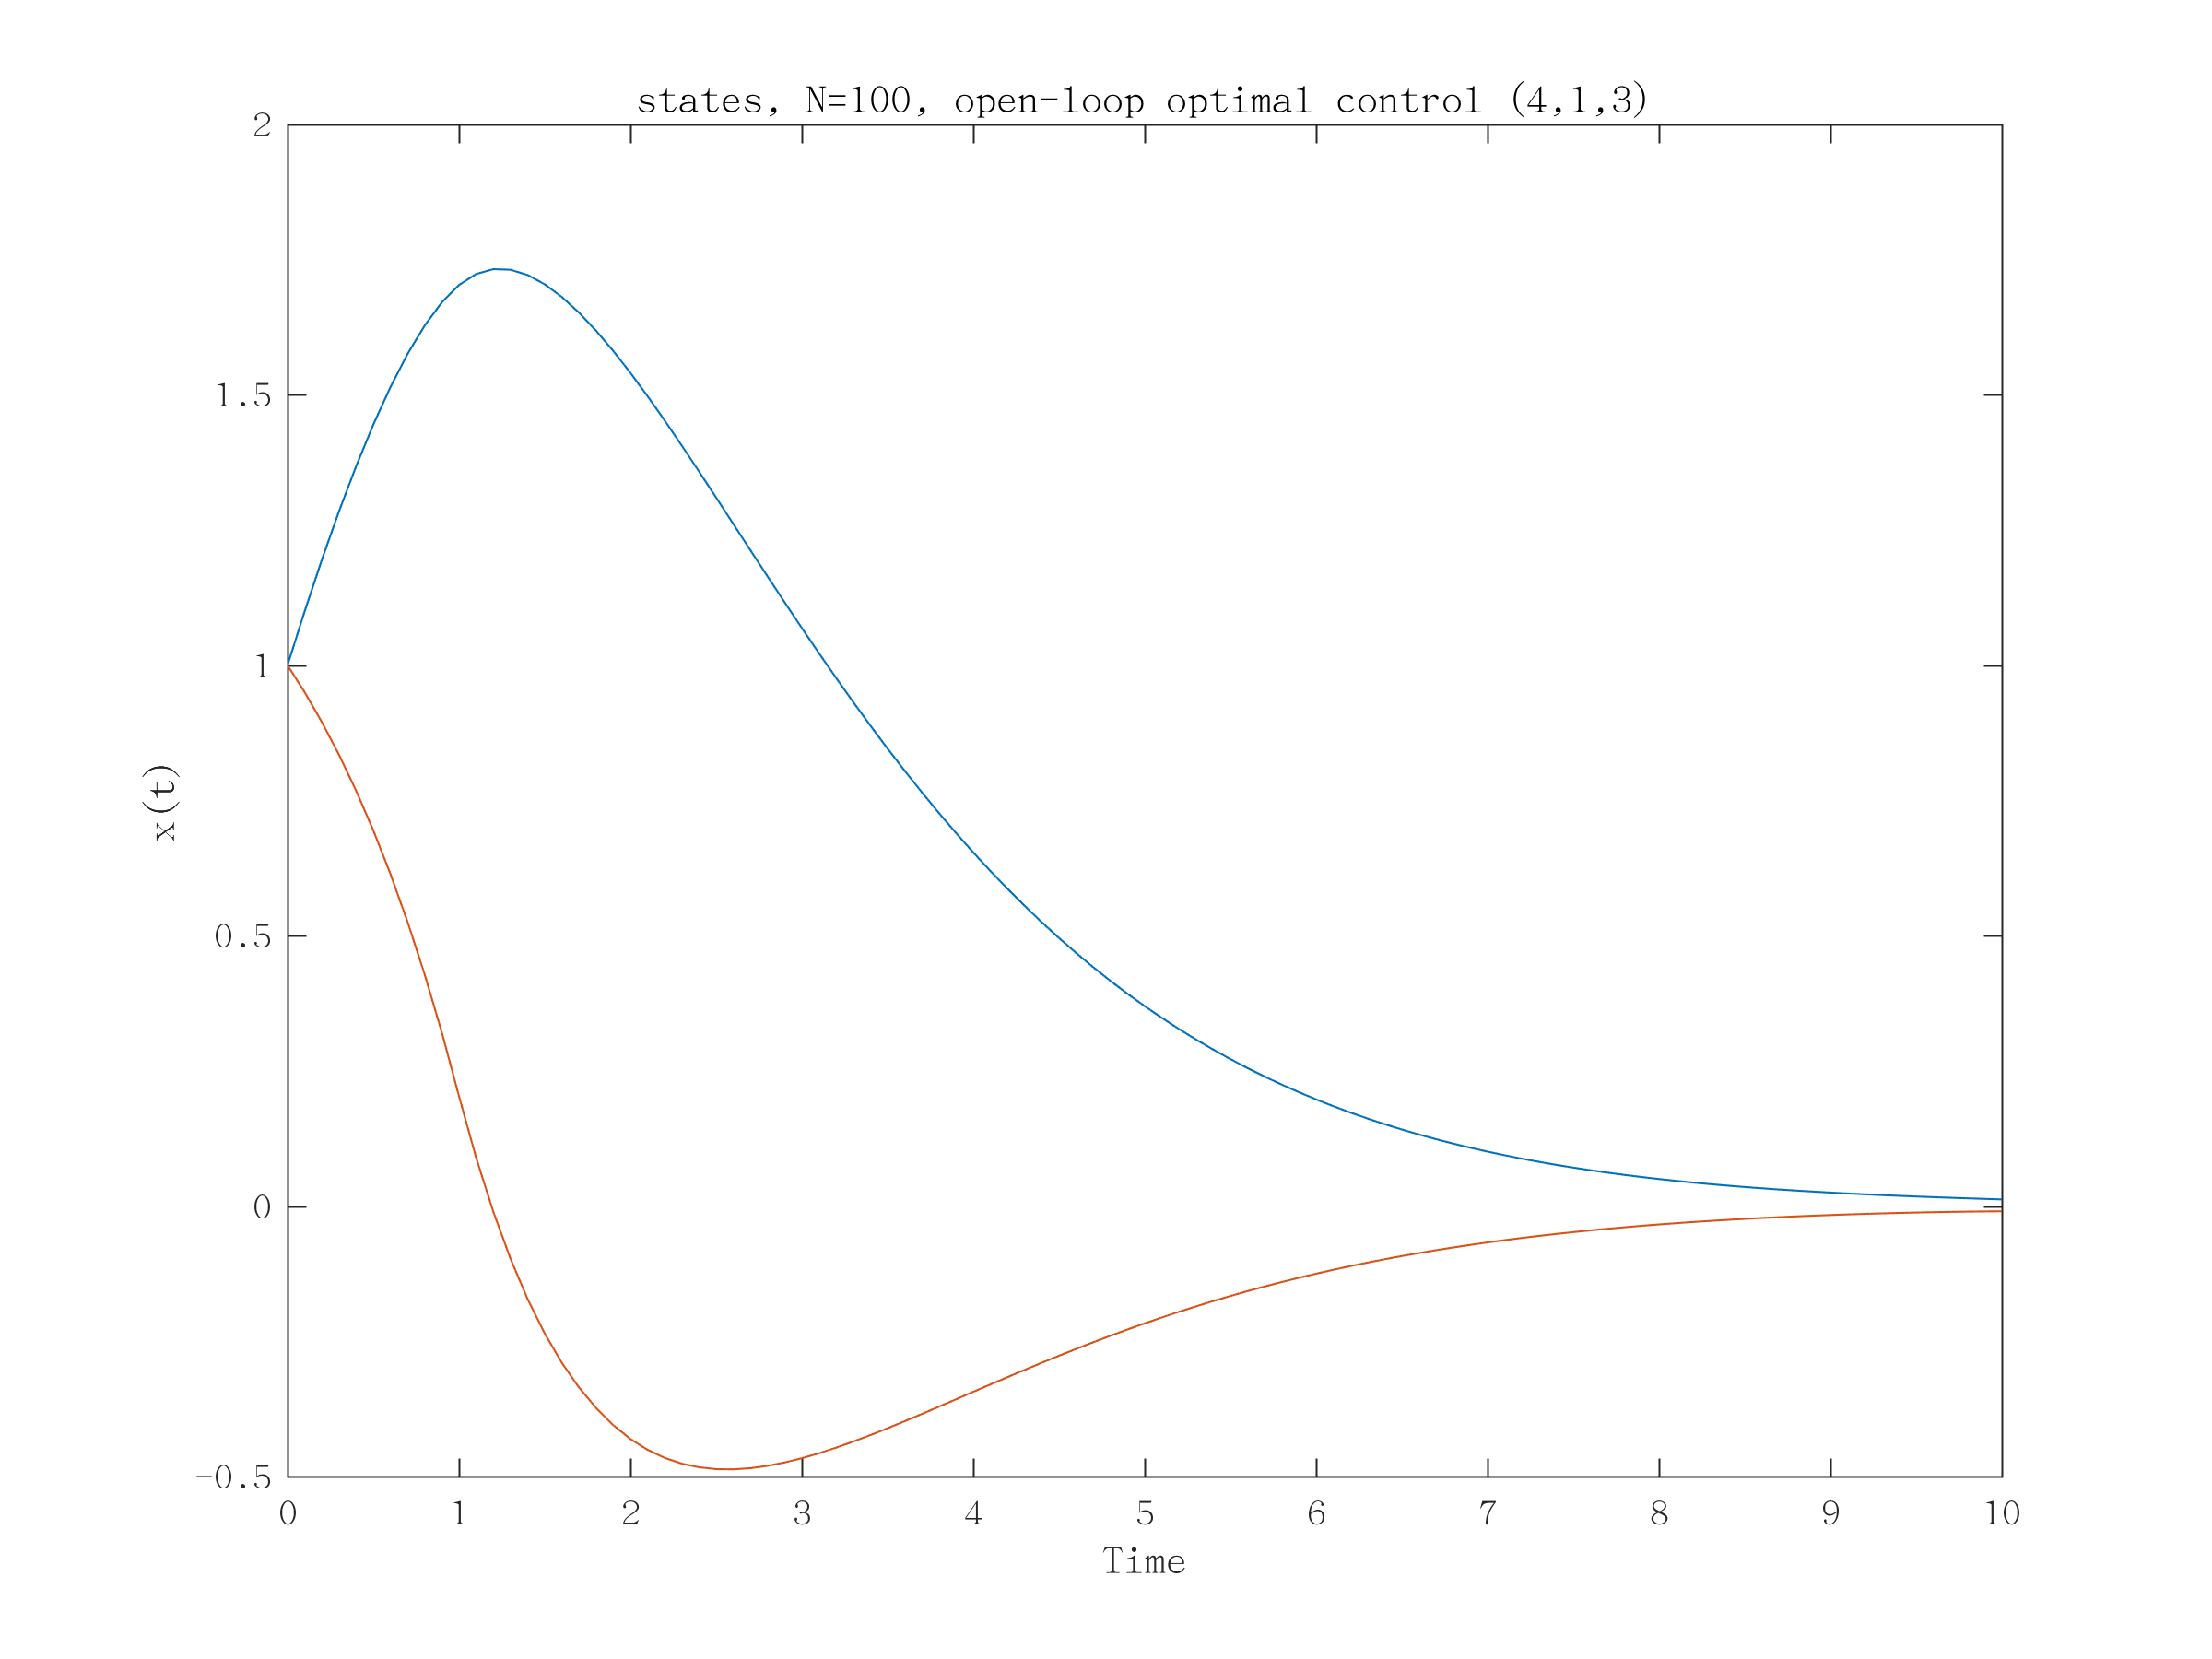 states, N=100, open-loop optimal control (4,1,3)
2
1.5
1
0.5
0
-0.5
x(t)
0 1 2 3 4 5 6 7 8 9 10
Time